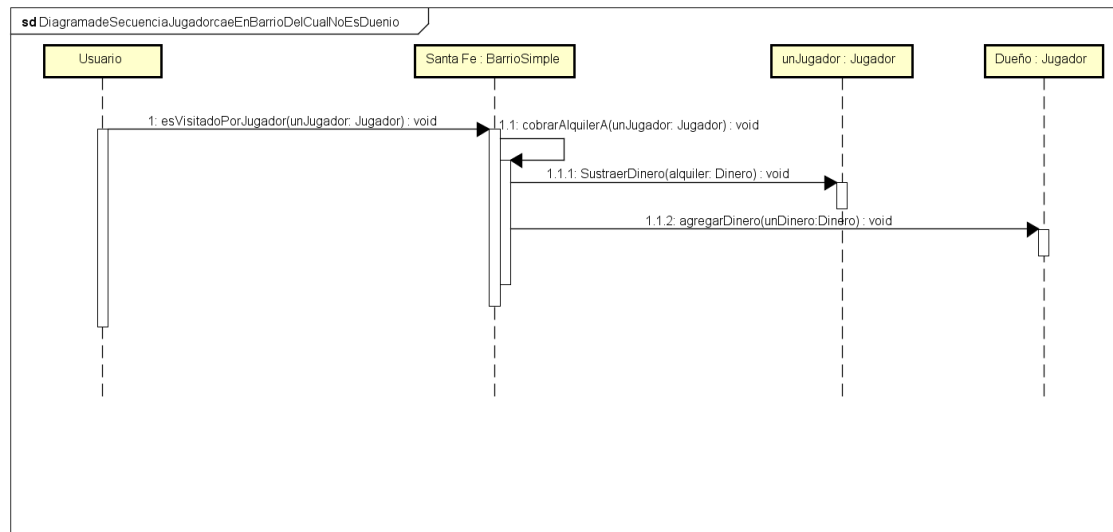 sd DiagramadeSecuenciaJugadorcaeEnBarrioDelCualNoEsDuenio
Usuario
Santa Fe : BarrioSimple
unJugador : Jugador
Dueño : Jugador
1: esVisitadoPorJugador(unJugador: Jugador) : void
1.1: cobrarAlquilerA(unJugador: Jugador) : void
1.1.1: SustraerDinero(alquiler: Dinero) : void
1.1.2: agregarDinero(unDinero:Dinero) : void